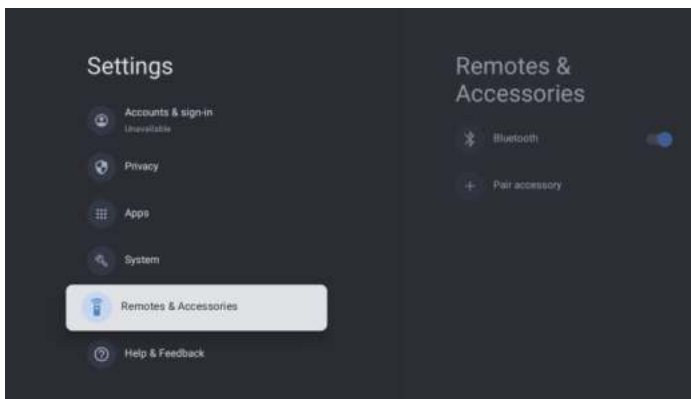 Settings
Accounts & sign-in
Unavailable
Privacy
Apps
System
Remotes & Accessories
Help & Feedback
Remotes &
Accessories
Bluetooth
Pair accessory